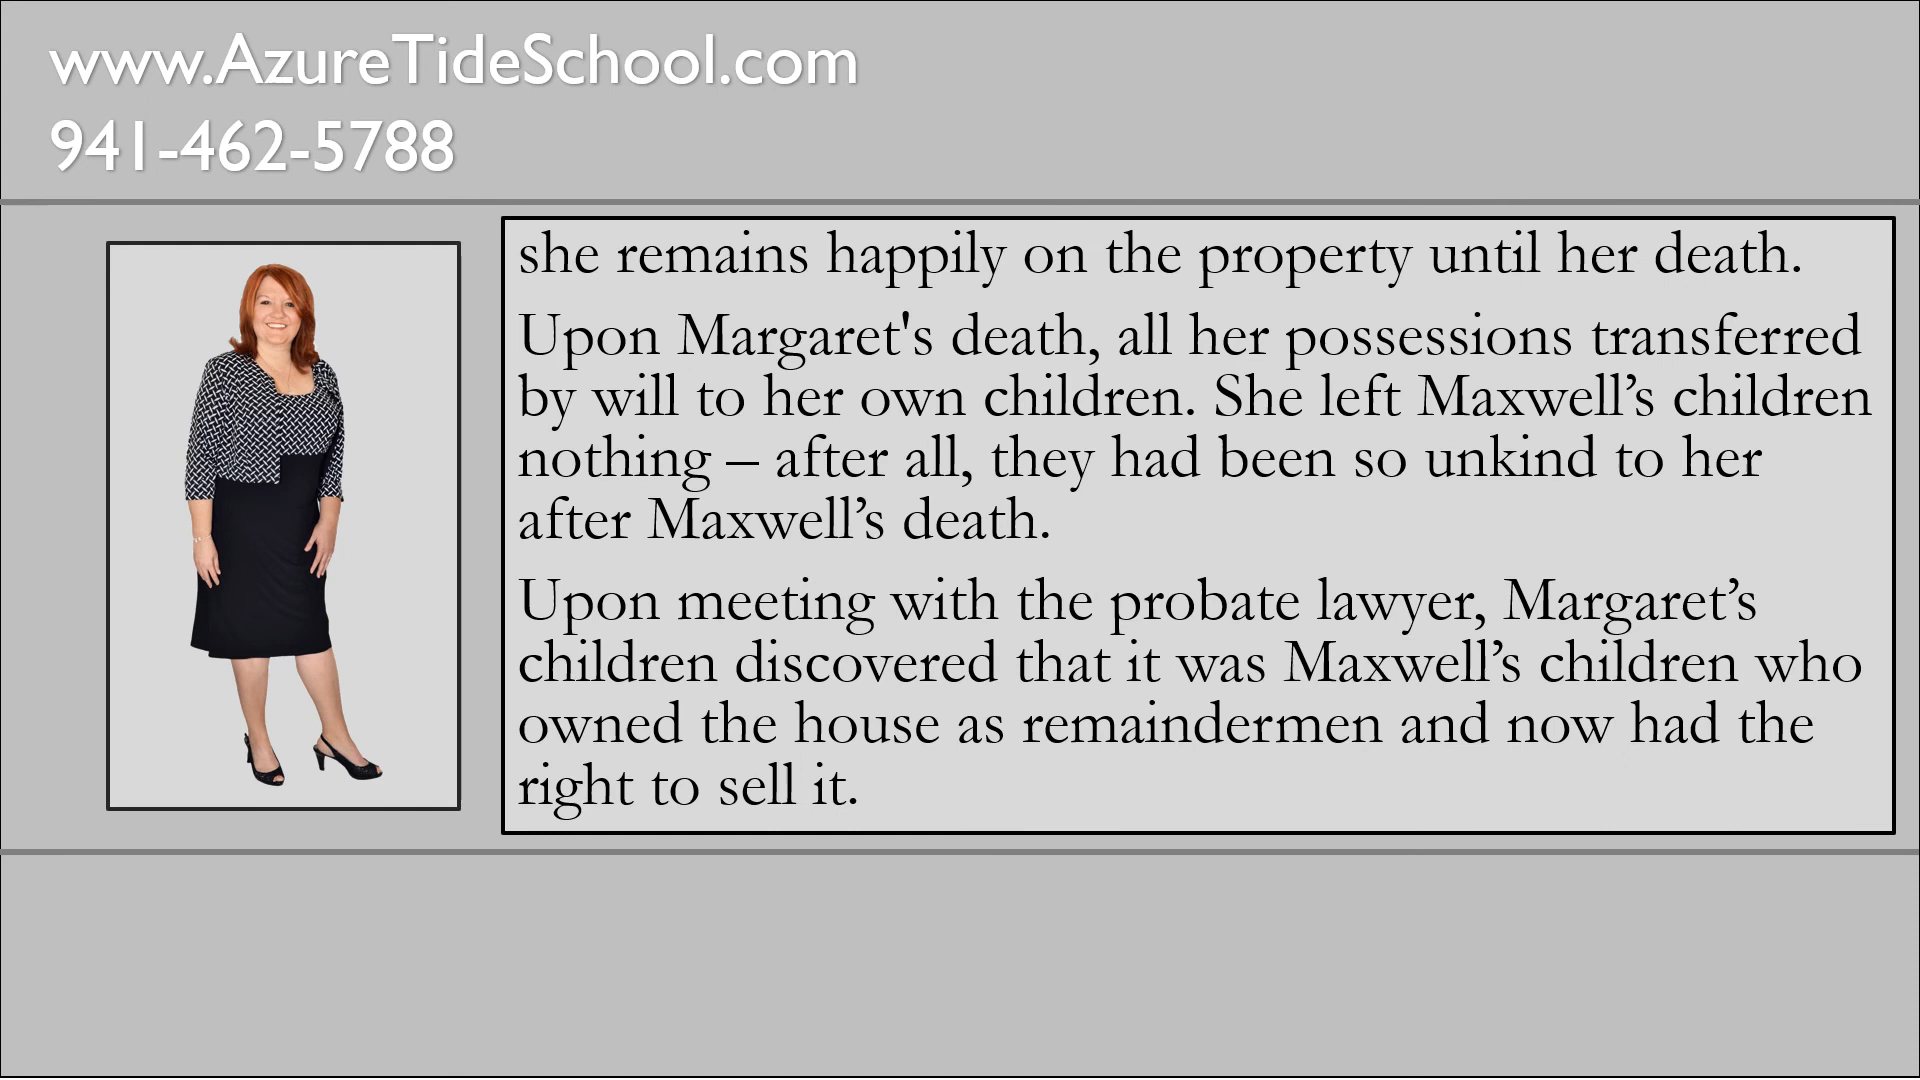 www.AzureTideSchool.com
941-462-5788
she remains happily on the property until her death.
Upon Margaret's death, all her possessions transferred
by will to her own children. She left Maxwell’s children
nothing – after all, they had been so unkind to her
after Maxwell’s death.
Upon meeting with the probate lawyer, Margaret’s
children discovered that it was Maxwell’s children who
owned the house as remaindermen and now had the
right to sell it.